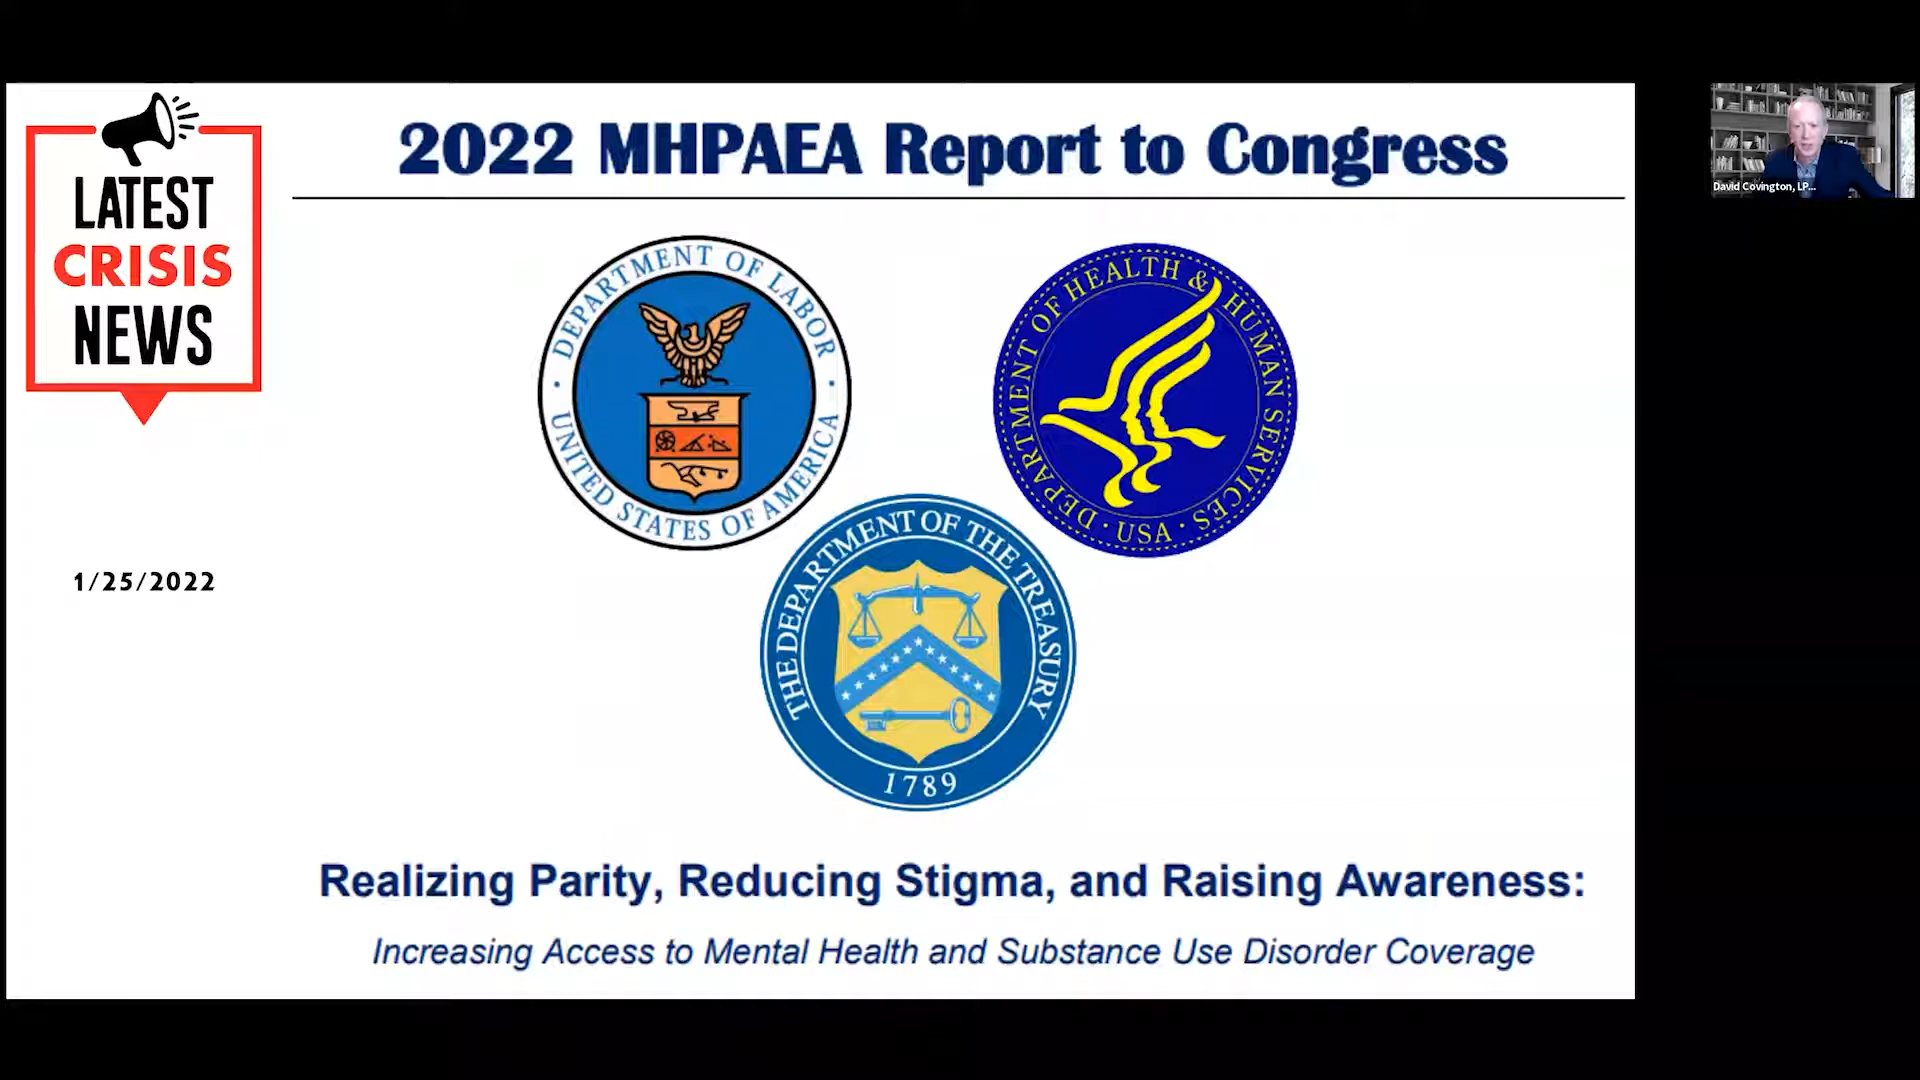 LATEST
CRISIS
NEWS
1/25/2022
2022 MHPAEA Report to Congress
DEPARTMENT OF LABOR
UNITED STATES OF AMERICA
DEPARTMENT OF HEALTH & HUMAN SERVICES
USA
THE DEPARTMENT OF THE TREASURY
1789
Realizing Parity, Reducing Stigma, and Raising Awareness:
Increasing Access to Mental Health and Substance Use Disorder Coverage
David Covington, LP...